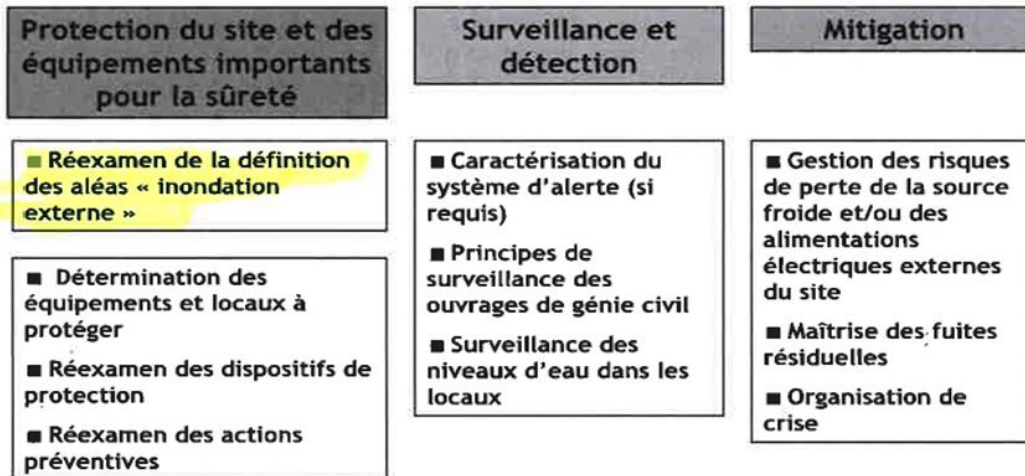 Protection du site et des
équipements importants
pour la sûreté
■ Réexamen de la définition
des aléas « inondation
externe »
■ Détermination des
équipements et locaux à
protéger
■ Réexamen des dispositifs de
protection
■ Réexamen des actions
préventives
Surveillance et
détection
■ Caractérisation du
système d'alerte (si
requis)
■ Principes de
surveillance des
ouvrages de génie civil
■ Surveillance des
niveaux d'eau dans les
locaux
Mitigation
■ Gestion des risques
de perte de la source
froide et/ou des
alimentations
électriques externes
du site
■ Maîtrise des fuites
résiduelles
■ Organisation de
crise